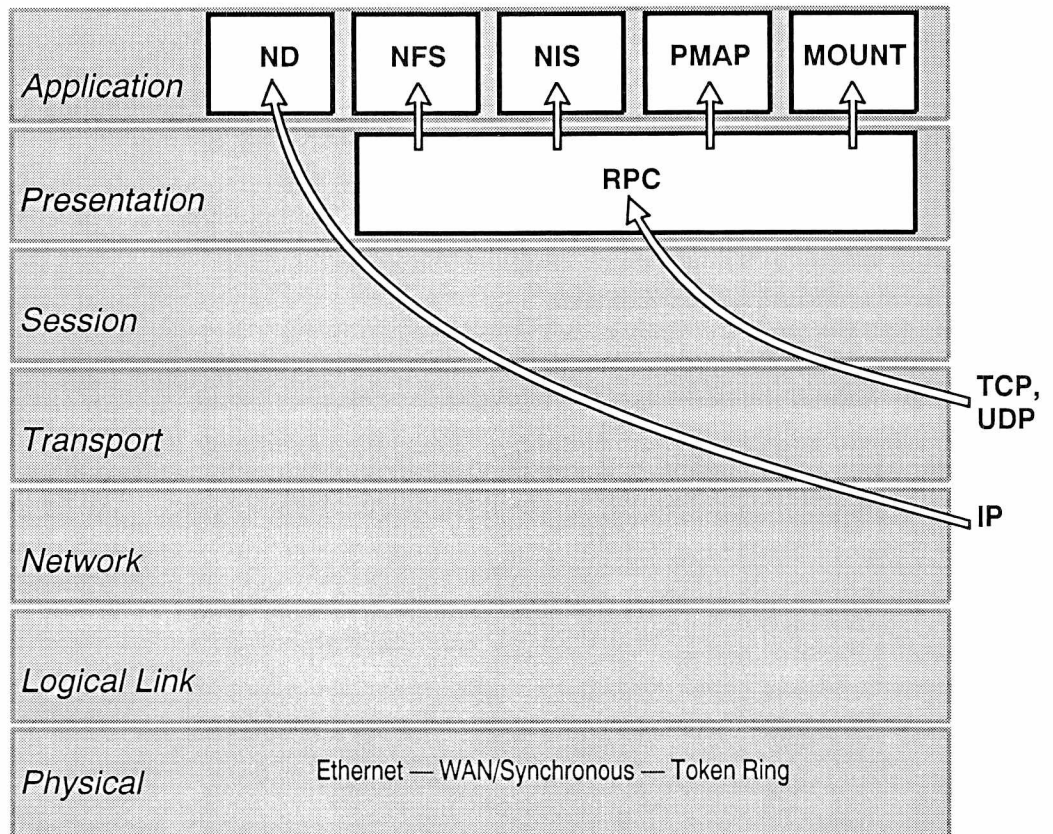 ND NFS NIS PMAP MOUNT
Application
RPC
Presentation
Session
TCP,
UDP
Transport
IP
Network
Logical Link
Physical
Ethernet — WAN/Synchronous — Token Ring